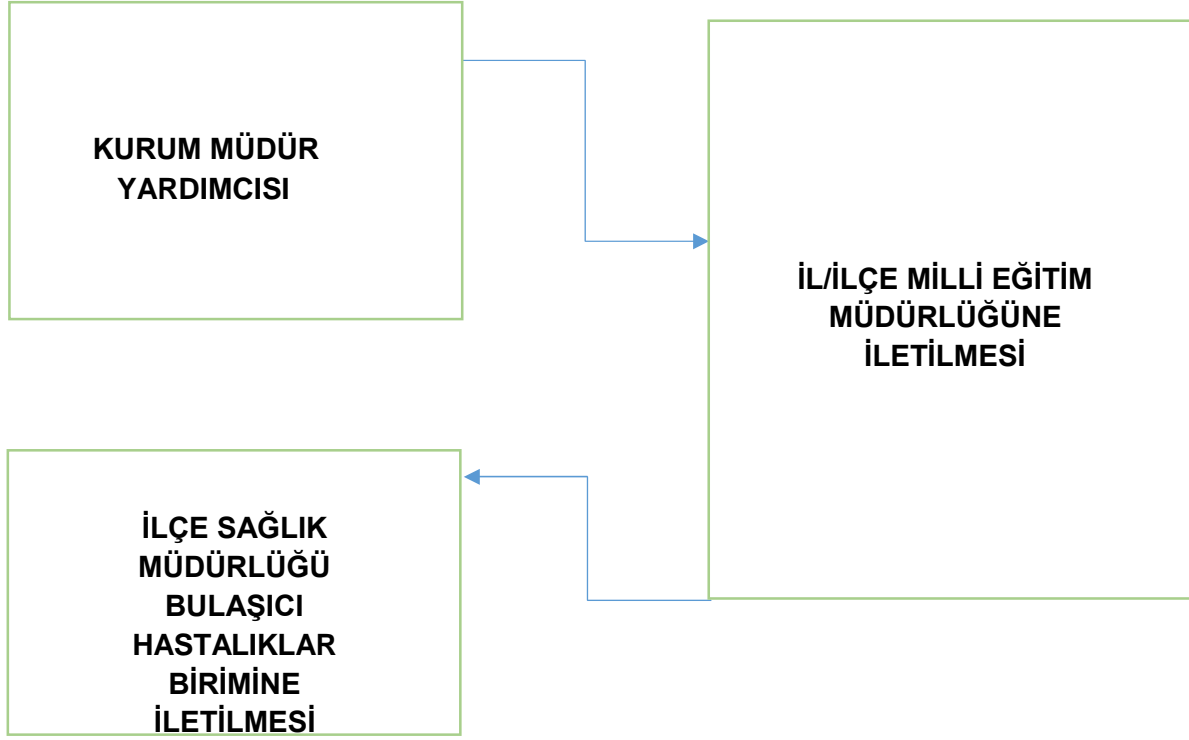 KURUM MÜDÜR
YARDIMCISI
İL/İLÇE MİLLİ EĞİTİM
MÜDÜRLÜĞÜNE
İLETİLMESİ
İLÇE SAĞLIK
MÜDÜRLÜĞÜ
BULAŞICI
HASTALIKLAR
BİRİMİNE
İLETİLMESİ